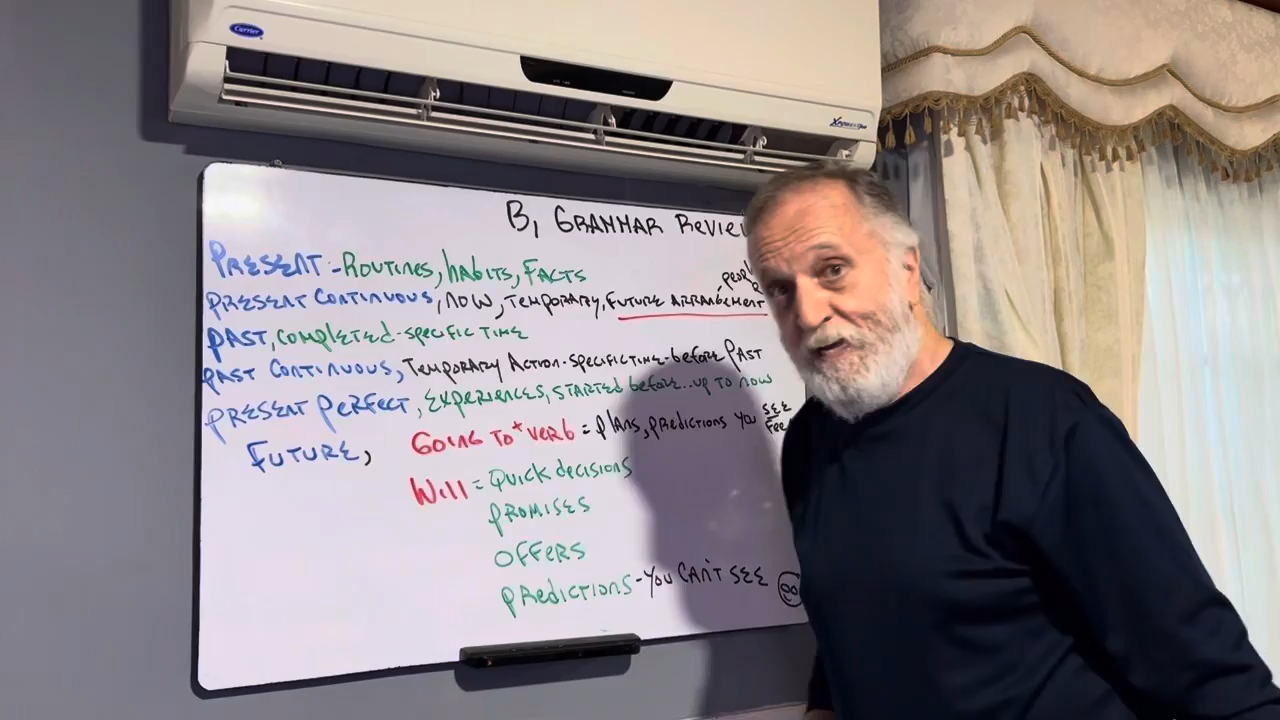 Carrier
Xpower
B1 GRAMMAR REVIEW
PRESENT - ROUTINES, HABITS, FACTS
PRESENT CONTINUOUS, NOW, TEMPORARY, FUTURE ARRANGEMENT
PAST, COMPLETED-SPECIFIC TIME
PAST CONTINUOUS, TEMPORARY ACTION-SPECIFIC TIME-before PAST
PRESENT PERFECT, EXPERIENCES, STARTED before.. UP TO NOW
FUTURE, GOING TO + VERB = PLANS, PREDICTIONS YOU SEE
WILL = QUICK decisions
PROMISES
OFFERS
PREDICTIONS - YOU CAN'T SEE